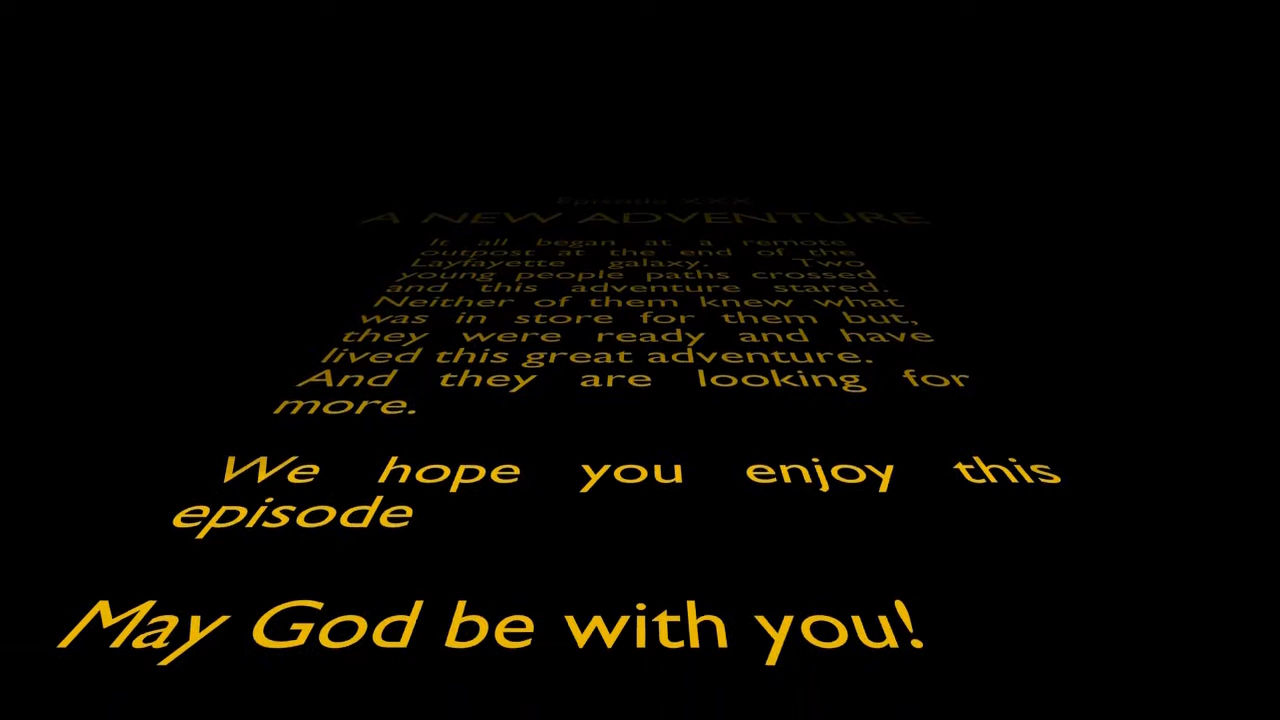 Episode XXX
A NEW ADVENTURE
It all began at a remote
outpost at the end of the
Layfayette galaxy. Two
young people paths crossed
and this adventure stared.
Neither of them knew what
was in store for them but,
they were ready and have
lived this great adventure.
And they are looking for
more.
We hope you enjoy this
episode
May God be with you!